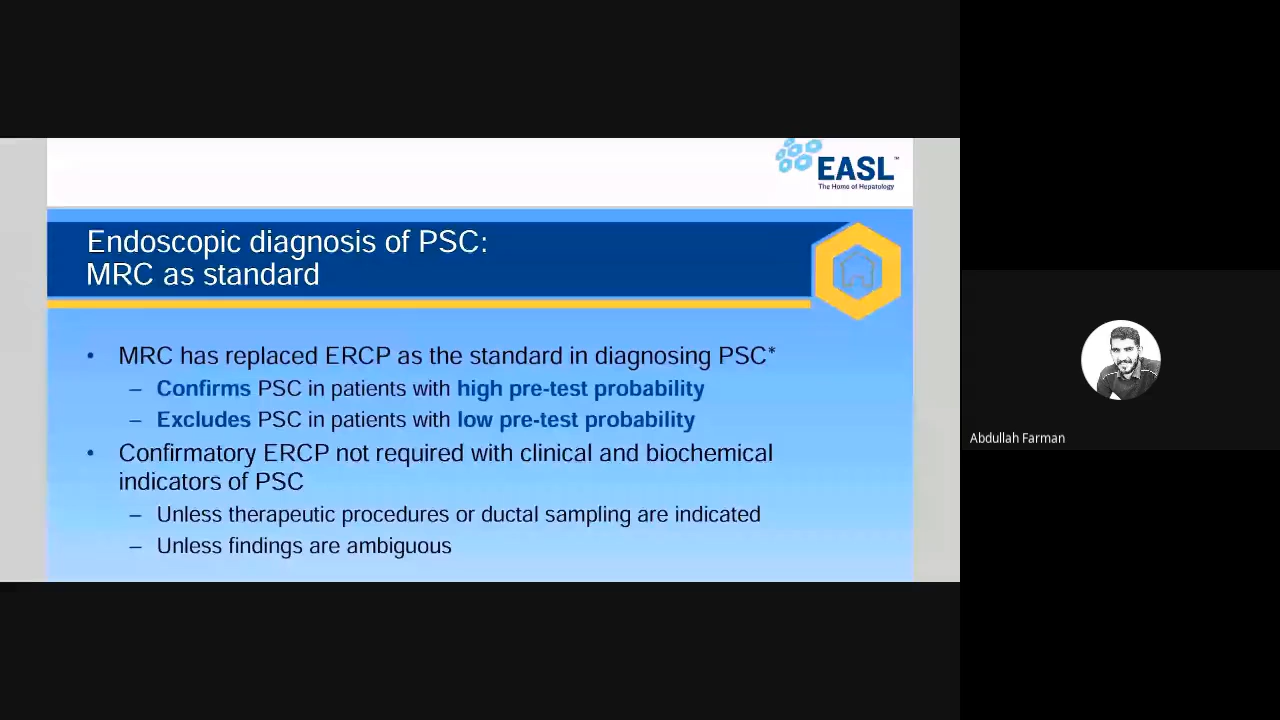 EASL™
The Home of Hepatology
Endoscopic diagnosis of PSC:
MRC as standard
• MRC has replaced ERCP as the standard in diagnosing PSC*
– Confirms PSC in patients with high pre-test probability
– Excludes PSC in patients with low pre-test probability
• Confirmatory ERCP not required with clinical and biochemical
indicators of PSC
– Unless therapeutic procedures or ductal sampling are indicated
– Unless findings are ambiguous
Abdullah Farman